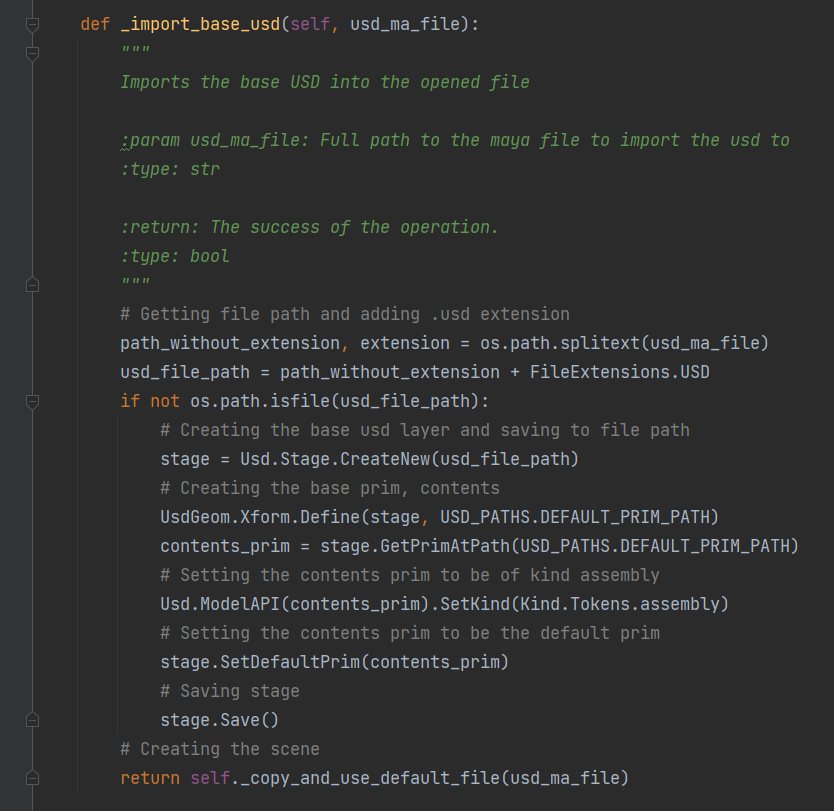 def _import_base_usd(self, usd_ma_file):
"""
Imports the base USD into the opened file
:param usd_ma_file: Full path to the maya file to import the usd to
:type: str
:return: The success of the operation.
:type: bool
"""
# Getting file path and adding .usd extension
path_without_extension, extension = os.path.splitext(usd_ma_file)
usd_file_path = path_without_extension + FileExtensions.USD
if not os.path.isfile(usd_file_path):
# Creating the base usd layer and saving to file path
stage = Usd.Stage.CreateNew(usd_file_path)
# Creating the base prim, contents
UsdGeom.Xform.Define(stage, USD_PATHS.DEFAULT_PRIM_PATH)
contents_prim = stage.GetPrimAtPath(USD_PATHS.DEFAULT_PRIM_PATH)
# Setting the contents prim to be of kind assembly
Usd.ModelAPI(contents_prim).SetKind(Kind.Tokens.assembly)
# Setting the contents prim to be the default prim
stage.SetDefaultPrim(contents_prim)
# Saving stage
stage.Save()
# Creating the scene
return self._copy_and_use_default_file(usd_ma_file)